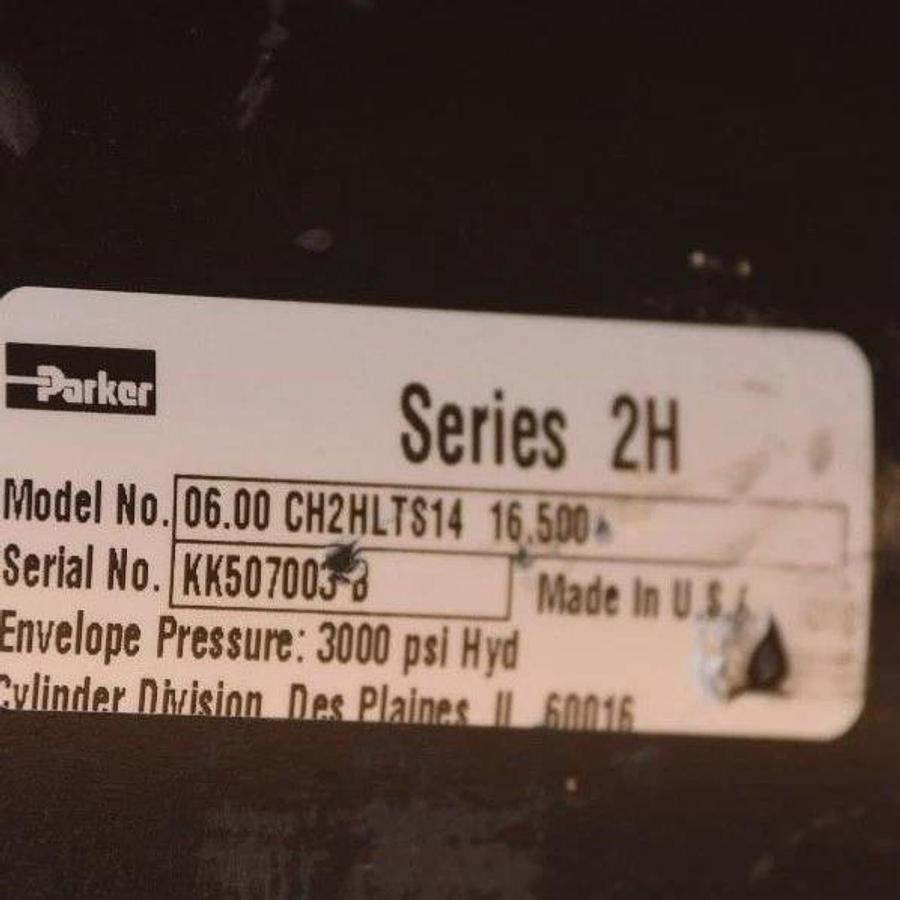 Parker
Series 2H
Model No. 06.00 CH2HLTS14 16,500
Serial No.
Made In U.S.
Envelope Pressure: 3000 psi Hyd
Cylinder Division Des Plaines IL 60016